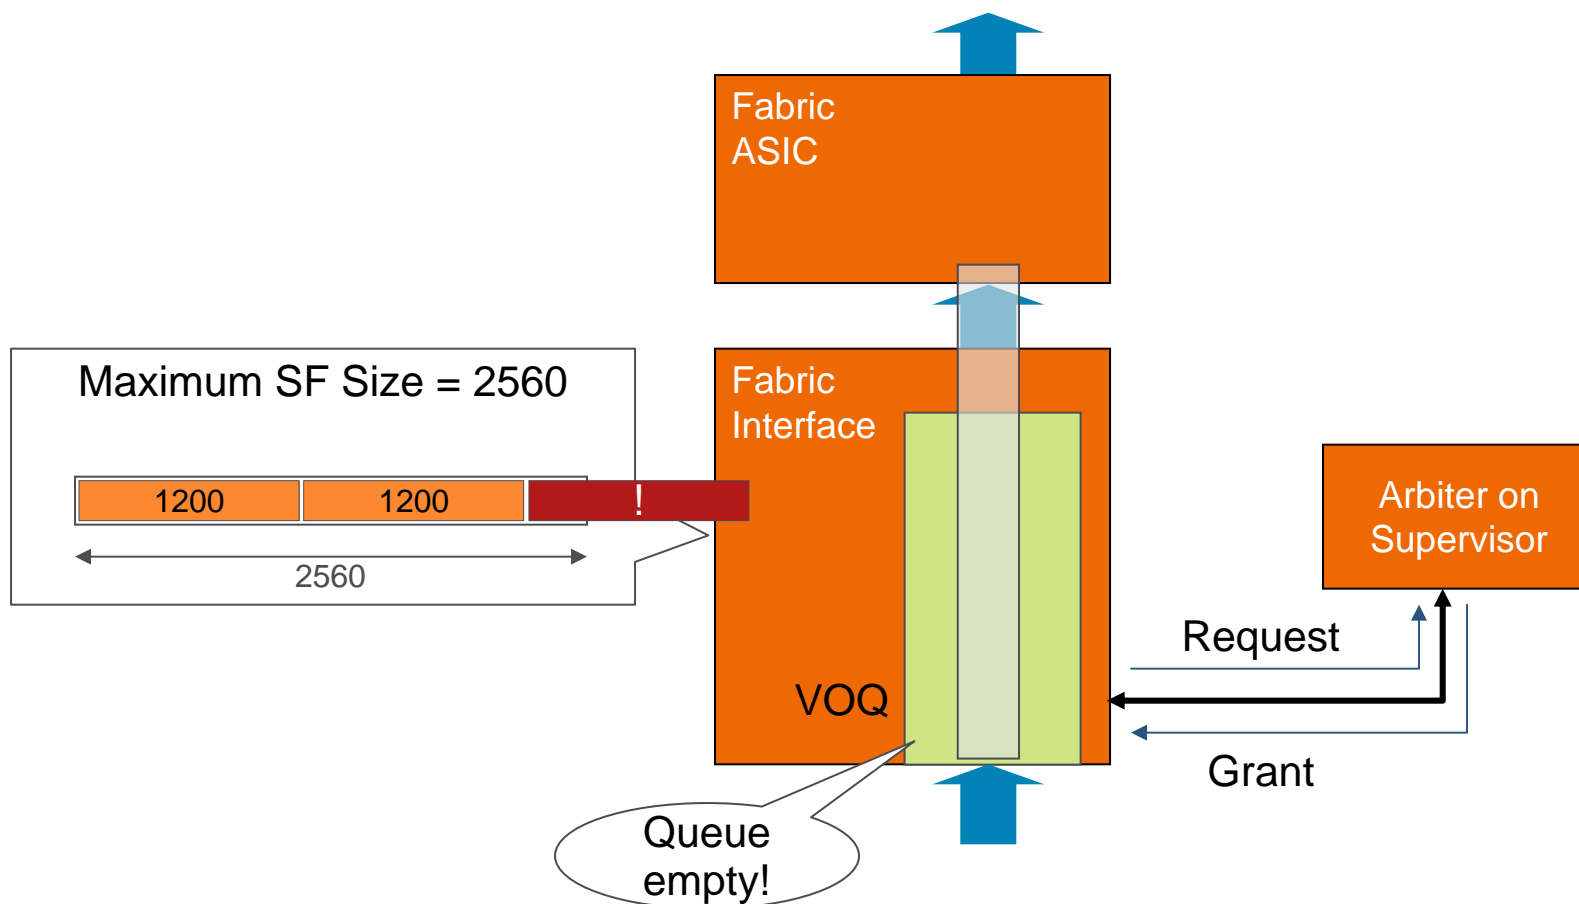 Fabric
ASIC
Maximum SF Size = 2560
1200
1200
!
2560
Fabric
Interface
VOQ
Queue
empty!
Arbiter on
Supervisor
Request
Grant